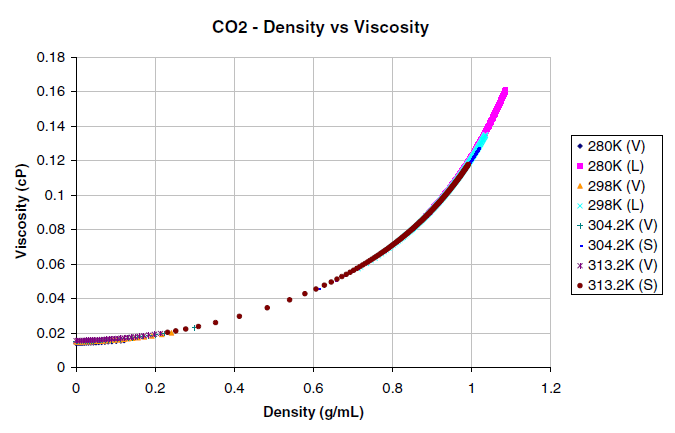 CO2 - Density vs Viscosity
0.18
0.16
0.14
0.12
0.1
0.08
0.06
0.04
0.02
0
0 0.2 0.4 0.6 0.8 1 1.2
Viscosity (cP)
Density (g/mL)
280K (V)
280K (L)
298K (V)
298K (L)
304.2K (V)
304.2K (S)
313.2K (V)
313.2K (S)